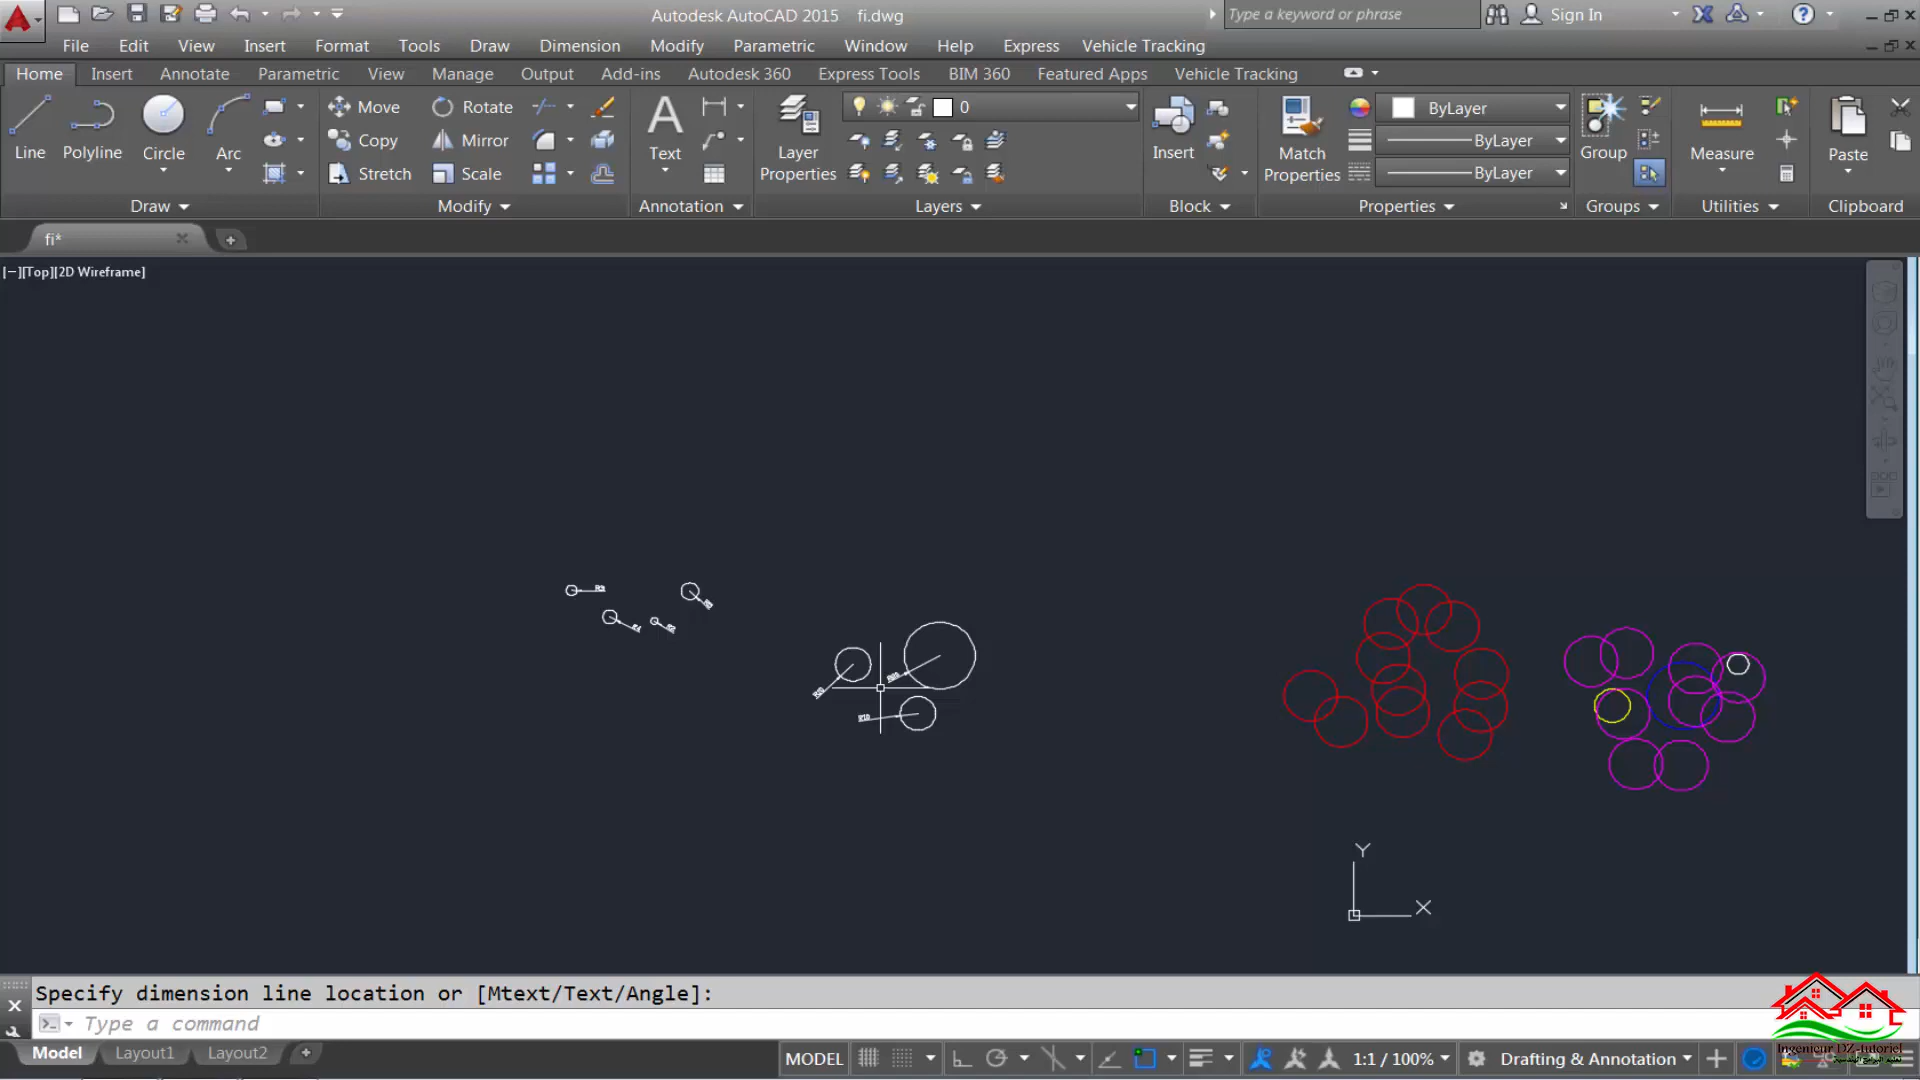 Autodesk AutoCAD 2015 fi.dwg
Type a keyword or phrase
Sign In
File Edit View Insert Format Tools Draw Dimension Modify Parametric Window Help Express Vehicle Tracking
Home Insert Annotate Parametric View Manage Output Add-ins Autodesk 360 Express Tools BIM 360 Featured Apps Vehicle Tracking
Line Polyline Circle Arc
Move Rotate
Copy Mirror
Stretch Scale
Text
Layer Properties
0
Insert
Match Properties
ByLayer
ByLayer
ByLayer
Group
Measure
Paste
Draw Modify Annotation Layers Block Properties Groups Utilities Clipboard
fi*
[−][Top][2D Wireframe]
Y
X
Specify dimension line location or [Mtext/Text/Angle]:
Type a command
Model Layout1 Layout2
MODEL
1:1 / 100%
Drafting & Annotation
Ingenieur DZ-tutoriel